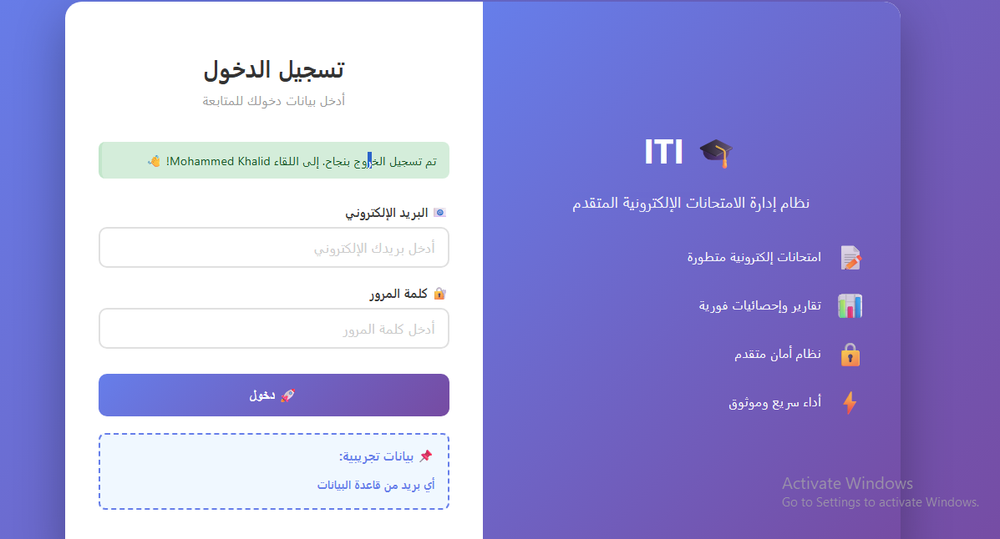 🎓 ITI
نظام إدارة الامتحانات الإلكترونية المتقدم
امتحانات إلكترونية متطورة
تقارير وإحصائيات فورية
نظام أمان متقدم
أداء سريع وموثوق
تسجيل الدخول
أدخل بيانات دخولك للمتابعة
تم تسجيل الخروج بنجاح. إلى اللقاء Mohammed Khalid! 👋
📧 البريد الإلكتروني
أدخل بريدك الإلكتروني
🔐 كلمة المرور
أدخل كلمة المرور
🚀 دخول
📌 بيانات تجريبية:
أي بريد من قاعدة البيانات
Activate Windows
Go to Settings to activate Windows.